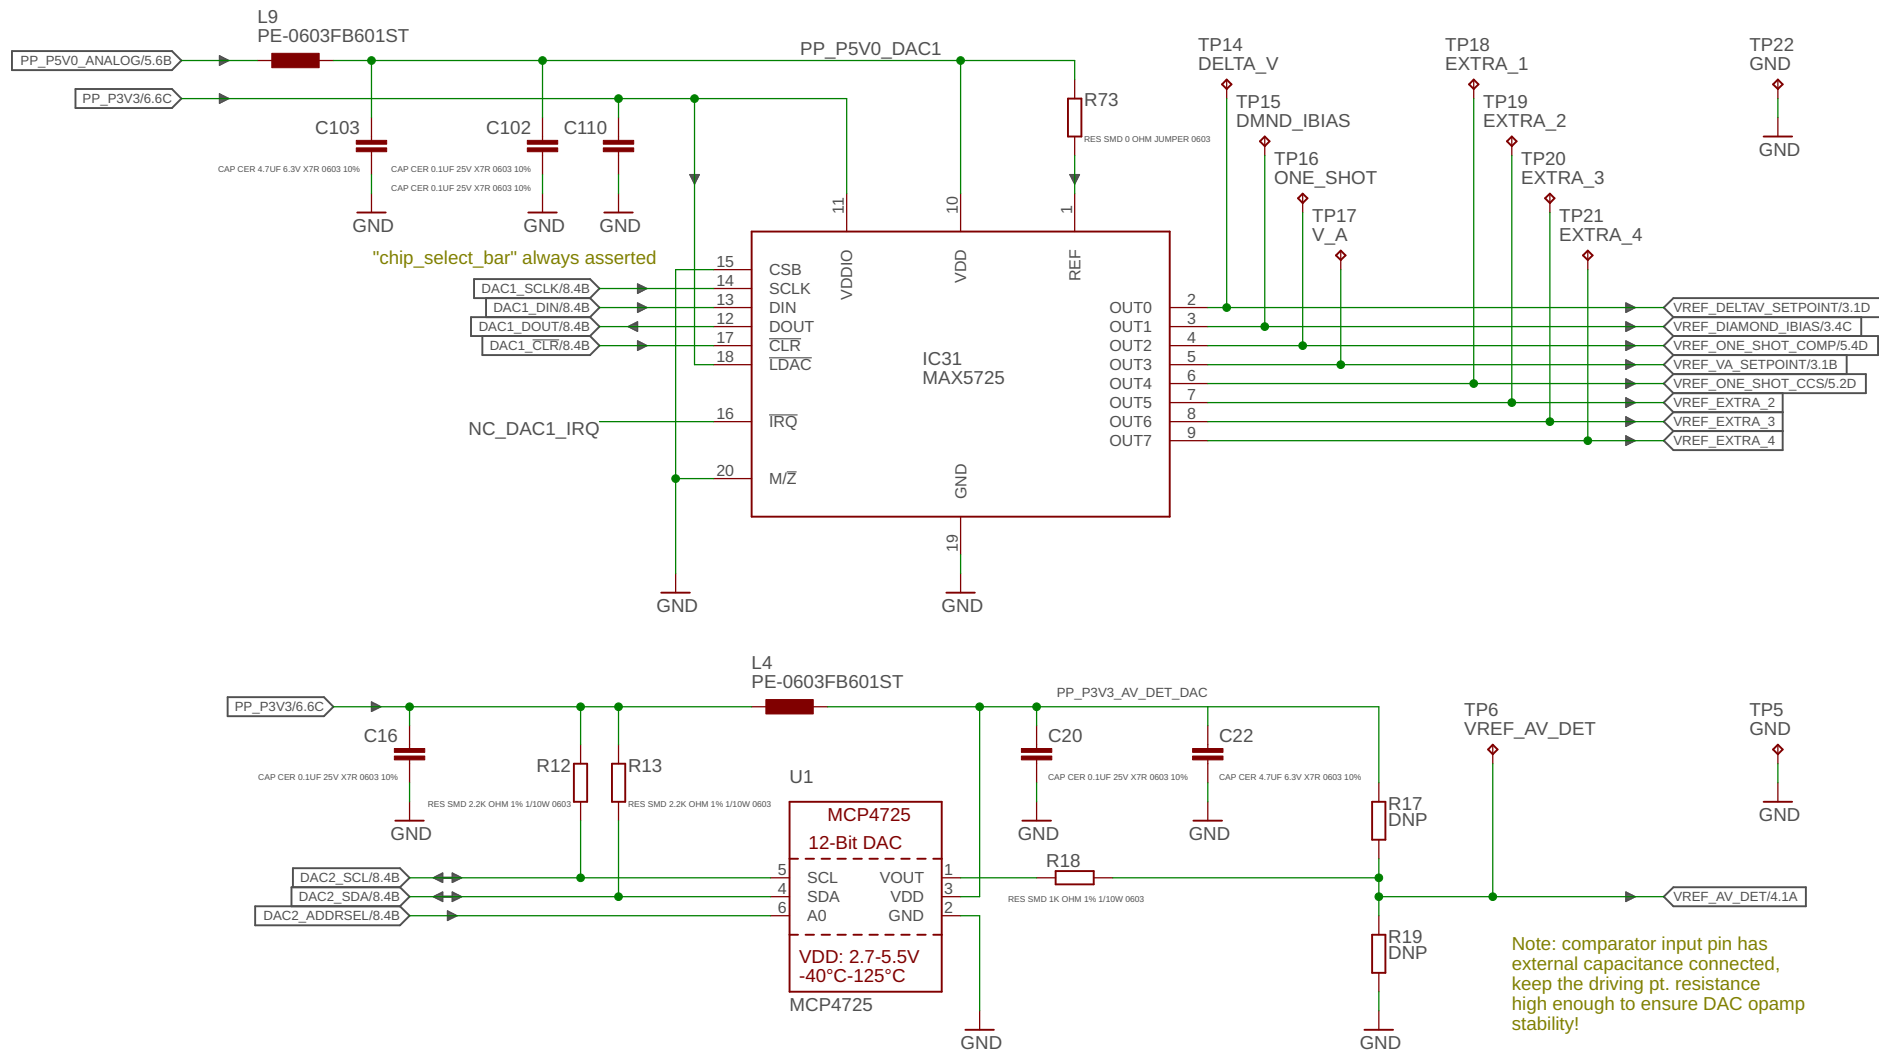 L9
PE-0603FB601ST
PP_P5V0_ANALOG/5.6B
PP_P5V0_DAC1
PP_P3V3/6.6C
C103
CAP CER 4.7UF 6.3V X7R 0603 10%
GND
C102
CAP CER 0.1UF 25V X7R 0603 10%
GND
C110
CAP CER 0.1UF 25V X7R 0603 10%
GND
R73
RES SMD 0 OHM JUMPER 0603
"chip_select_bar" always asserted
DAC1_SCLK/8.4B
DAC1_DIN/8.4B
DAC1_DOUT/8.4B
DAC1_CLR/8.4B
NC_DAC1_IRQ
11
10
1
VDDIO
VDD
REF
15 CSB
14 SCLK
13 DIN
12 DOUT
17 CLR
18 LDAC
16 IRQ
20 M/Z
IC31
MAX5725
GND
19
GND
GND
OUT0 2
OUT1 3
OUT2 4
OUT3 5
OUT4 6
OUT5 7
OUT6 8
OUT7 9
TP14
DELTA_V
TP15
DMND_IBIAS
TP16
ONE_SHOT
TP17
V_A
TP18
EXTRA_1
TP19
EXTRA_2
TP20
EXTRA_3
TP21
EXTRA_4
TP22
GND
GND
VREF_DELTAV_SETPOINT/3.1D
VREF_DIAMOND_IBIAS/3.4C
VREF_ONE_SHOT_COMP/5.4D
VREF_VA_SETPOINT/3.1B
VREF_ONE_SHOT_CCS/5.2D
VREF_EXTRA_2
VREF_EXTRA_3
VREF_EXTRA_4
L4
PE-0603FB601ST
PP_P3V3/6.6C
PP_P3V3_AV_DET_DAC
C16
CAP CER 0.1UF 25V X7R 0603 10%
GND
R12
RES SMD 2.2K OHM 1% 1/10W 0603
R13
RES SMD 2.2K OHM 1% 1/10W 0603
C20
CAP CER 0.1UF 25V X7R 0603 10%
GND
C22
CAP CER 4.7UF 6.3V X7R 0603 10%
GND
U1
MCP4725
12-Bit DAC
DAC2_SCL/8.4B
DAC2_SDA/8.4B
DAC2_ADDRSEL/8.4B
5 SCL
4 SDA
6 A0
VOUT 1
VDD 3
GND 2
VDD: 2.7-5.5V
-40°C-125°C
MCP4725
GND
R18
RES SMD 1K OHM 1% 1/10W 0603
R17
DNP
R19
DNP
GND
TP6
VREF_AV_DET
TP5
GND
GND
VREF_AV_DET/4.1A
Note: comparator input pin has
external capacitance connected,
keep the driving pt. resistance
high enough to ensure DAC opamp
stability!